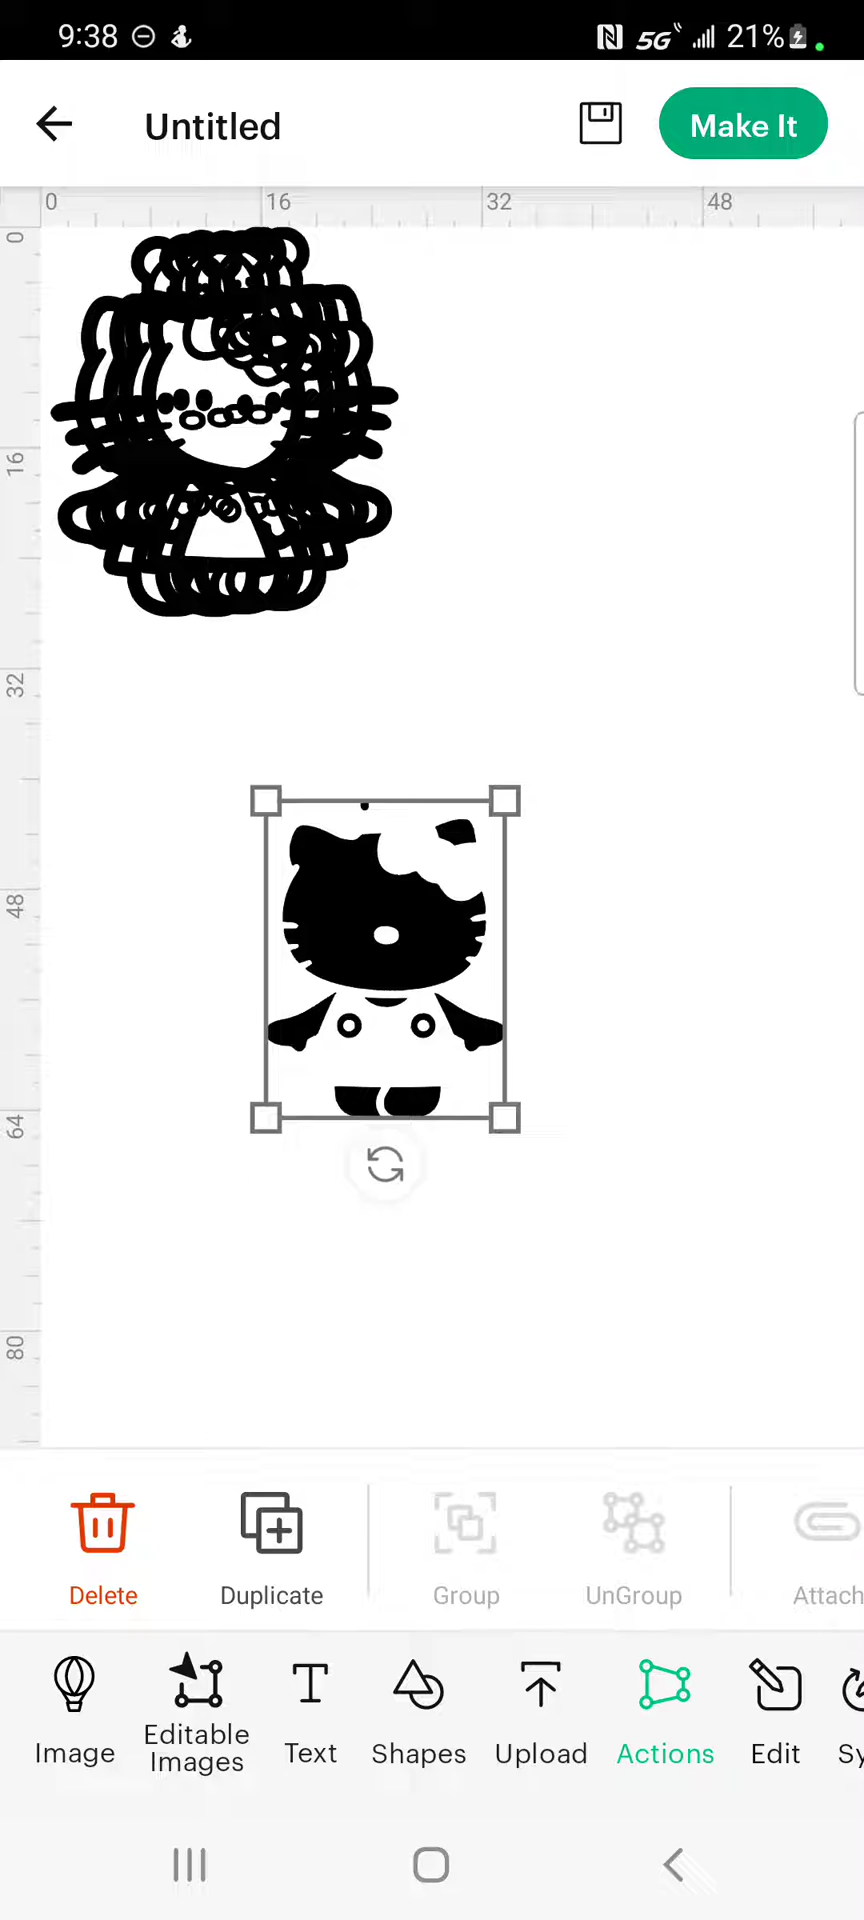 9:38 5G 21%
Untitled Make It
0 16 32 48
0
16
32
48
64
80
Delete Duplicate Group UnGroup Attach
Image Editable Images Text Shapes Upload Actions Edit Sy